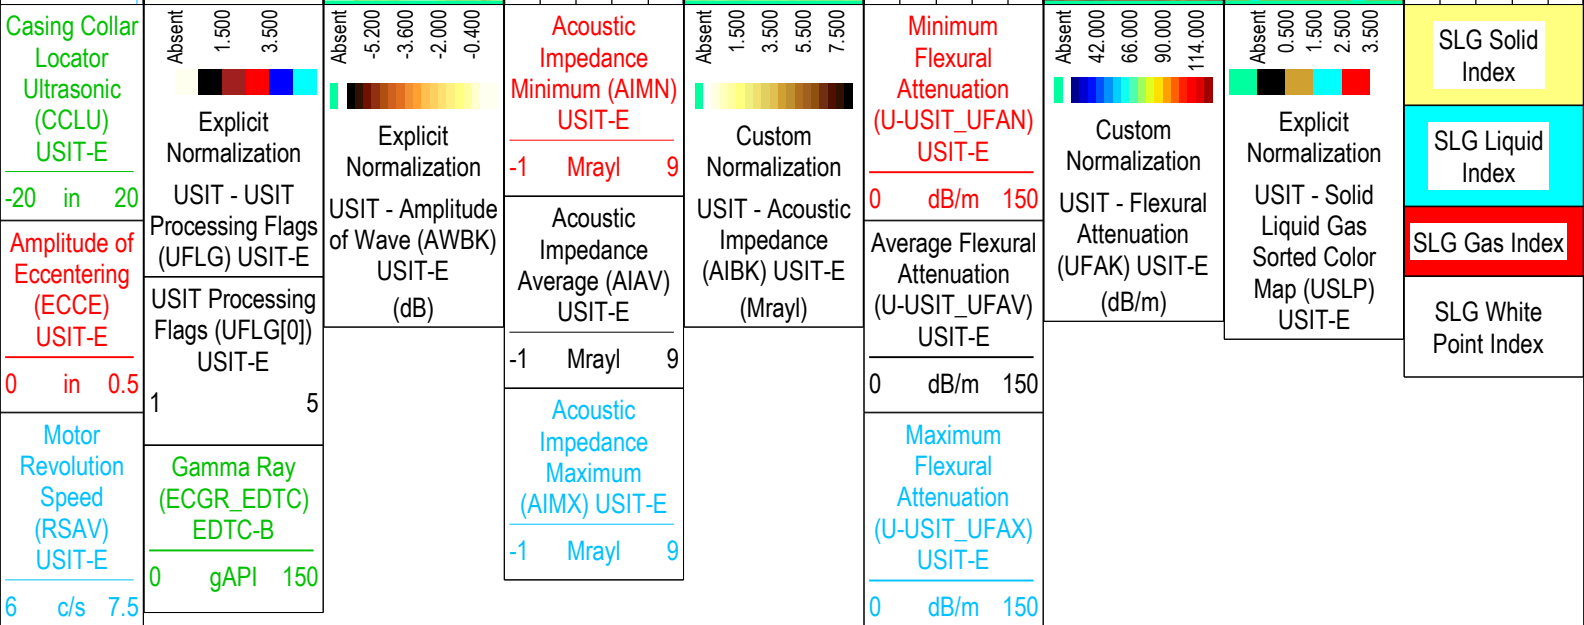 Casing Collar
Locator
Ultrasonic
(CCLU)
USIT-E
-20 in 20
Amplitude of
Eccentering
(ECCE)
USIT-E
0 in 0.5
Motor
Revolution
Speed
(RSAV)
USIT-E
6 c/s 7.5
Absent 1.500 3.500
Explicit
Normalization
USIT - USIT
Processing Flags
(UFLG) USIT-E
USIT Processing
Flags (UFLG[0])
USIT-E
1 5
Gamma Ray
(ECGR_EDTC)
EDTC-B
0 gAPI 150
Absent -5.200 -3.600 -2.000 -0.400
Explicit
Normalization
USIT - Amplitude
of Wave (AWBK)
USIT-E
(dB)
Acoustic
Impedance
Minimum (AIMN)
USIT-E
-1 Mrayl 9
Acoustic
Impedance
Average (AIAV)
USIT-E
-1 Mrayl 9
Acoustic
Impedance
Maximum
(AIMX) USIT-E
-1 Mrayl 9
Absent 1.500 3.500 5.500 7.500
Custom
Normalization
USIT - Acoustic
Impedance
(AIBK) USIT-E
(Mrayl)
Minimum
Flexural
Attenuation
(U-USIT_UFAN)
USIT-E
0 dB/m 150
Average Flexural
Attenuation
(U-USIT_UFAV)
USIT-E
0 dB/m 150
Maximum
Flexural
Attenuation
(U-USIT_UFAX)
USIT-E
0 dB/m 150
Absent 42.000 66.000 90.000 114.000
Custom
Normalization
USIT - Flexural
Attenuation
(UFAK) USIT-E
(dB/m)
Absent 0.500 1.500 2.500 3.500
Explicit
Normalization
USIT - Solid
Liquid Gas
Sorted Color
Map (USLP)
USIT-E
SLG Solid
Index
SLG Liquid
Index
SLG Gas Index
SLG White
Point Index